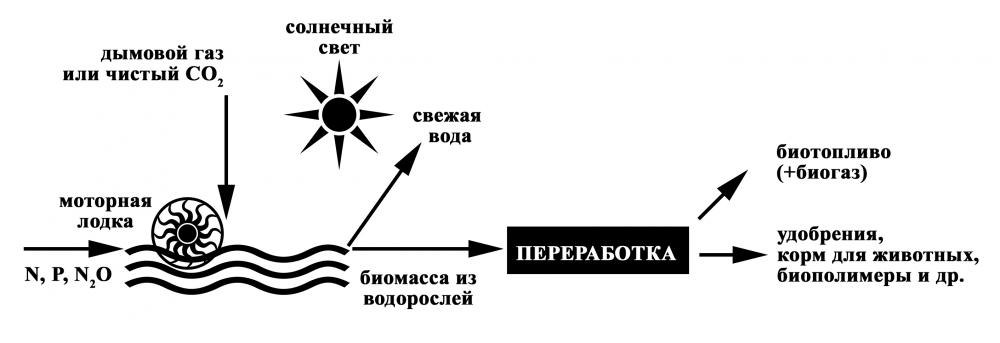 солнечный
свет
дымовой газ
или чистый CO₂
свежая
вода
моторная
лодка
N, P, N₂O
биомасса из
водорослей
ПЕРЕРАБОТКА
биотопливо
(+биогаз)
удобрения,
корм для животных,
биополимеры и др.